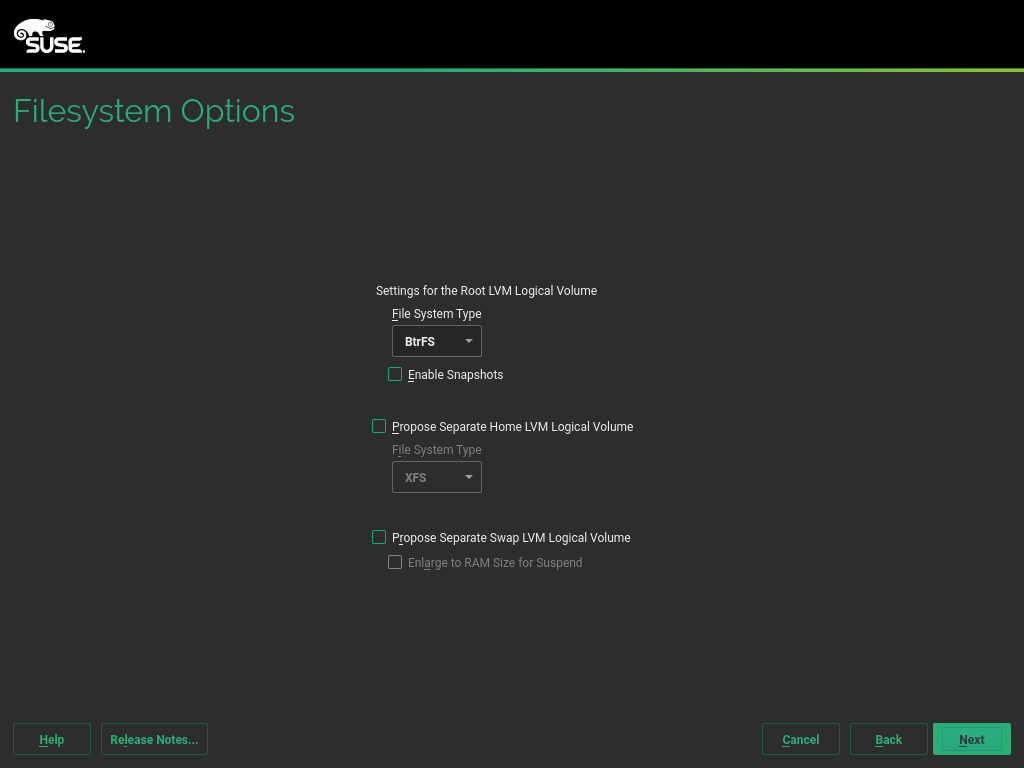 SUSE.
Filesystem Options
Settings for the Root LVM Logical Volume
File System Type
BtrFS
Enable Snapshots
Propose Separate Home LVM Logical Volume
File System Type
XFS
Propose Separate Swap LVM Logical Volume
Enlarge to RAM Size for Suspend
Help Release Notes... Cancel Back Next